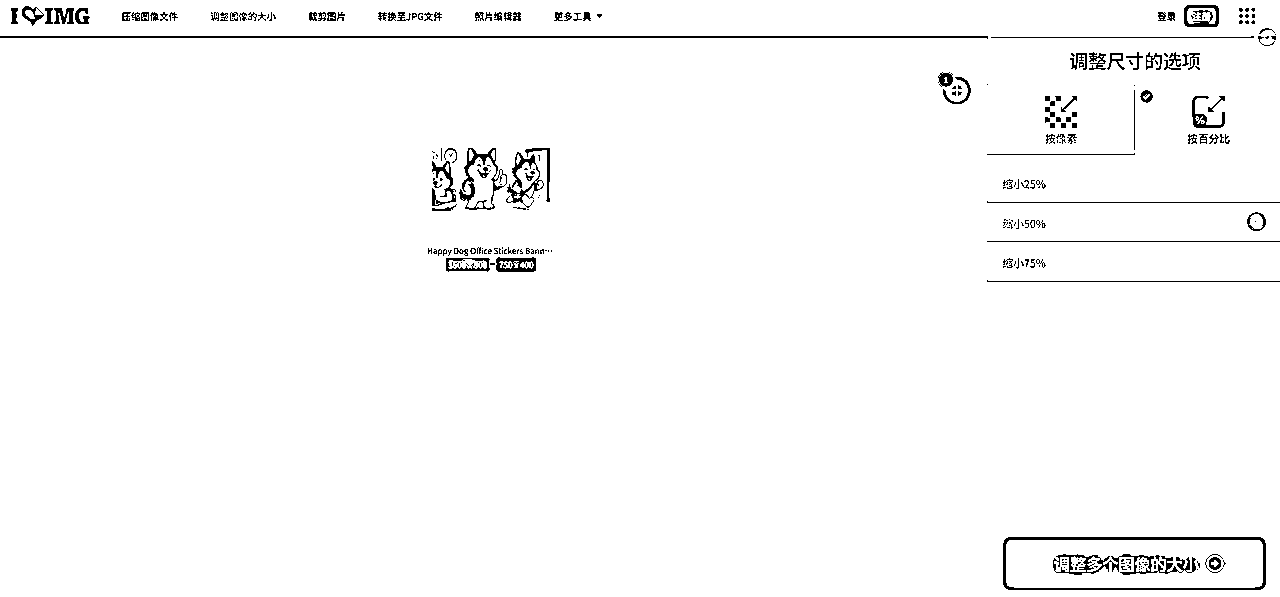 I IMG 压缩图像文件 调整图像的大小 裁剪图片 转换至JPG文件 照片编辑器 更多工具 登录 注册
调整尺寸的选项
1
按像素 % 按百分比
缩小25%
缩小50%
缩小75%
Happy Dog Office Stickers Bann…
750x400
调整多个图像的大小